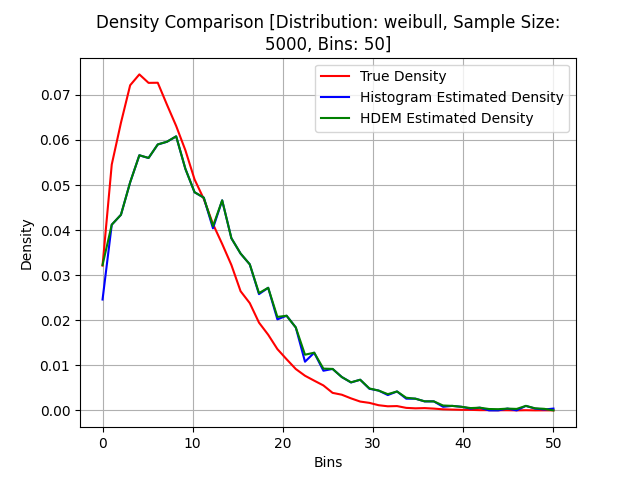 Density Comparison [Distribution: weibull, Sample Size:
5000, Bins: 50]
True Density
Histogram Estimated Density
HDEM Estimated Density
Density
0.07
0.06
0.05
0.04
0.03
0.02
0.01
0.00
0 10 20 30 40 50
Bins